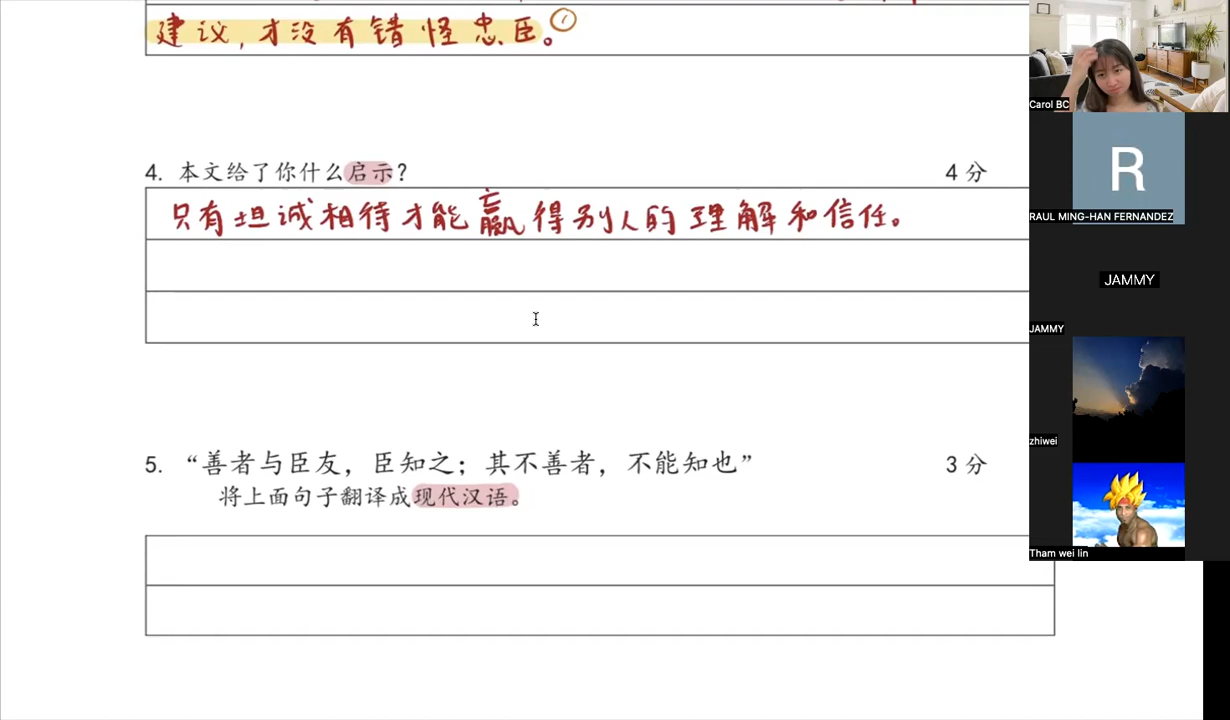 建议，才没有错怪忠臣。①
4. 本文给了你什么启示？ 4 分
只有坦诚相待才能赢得别人的理解和信任。
5. “善者与臣友，臣知之；其不善者，不能知也” 3 分
将上面句子翻译成现代汉语。
Carol BC
R
RAUL MING-HAN FERNANDEZ
JAMMY
JAMMY
zhiwei
Tham wei lin